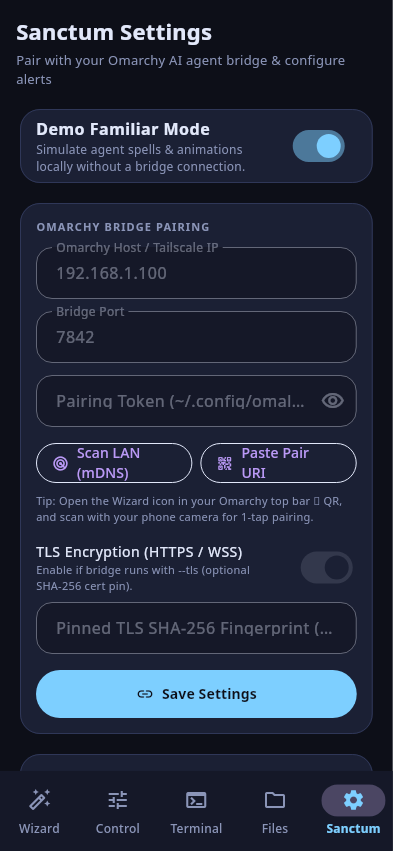 Sanctum Settings
Pair with your Omarchy AI agent bridge & configure
alerts
Demo Familiar Mode
Simulate agent spells & animations
locally without a bridge connection.
OMARCHY BRIDGE PAIRING
Omarchy Host / Tailscale IP
192.168.1.100
Bridge Port
7842
Pairing Token (~/.config/omal...
Scan LAN
(mDNS)
Paste Pair
URI
Tip: Open the Wizard icon in your Omarchy top bar ▯ QR,
and scan with your phone camera for 1-tap pairing.
TLS Encryption (HTTPS / WSS)
Enable if bridge runs with --tls (optional
SHA-256 cert pin).
Pinned TLS SHA-256 Fingerprint (...
Save Settings
Wizard
Control
Terminal
Files
Sanctum